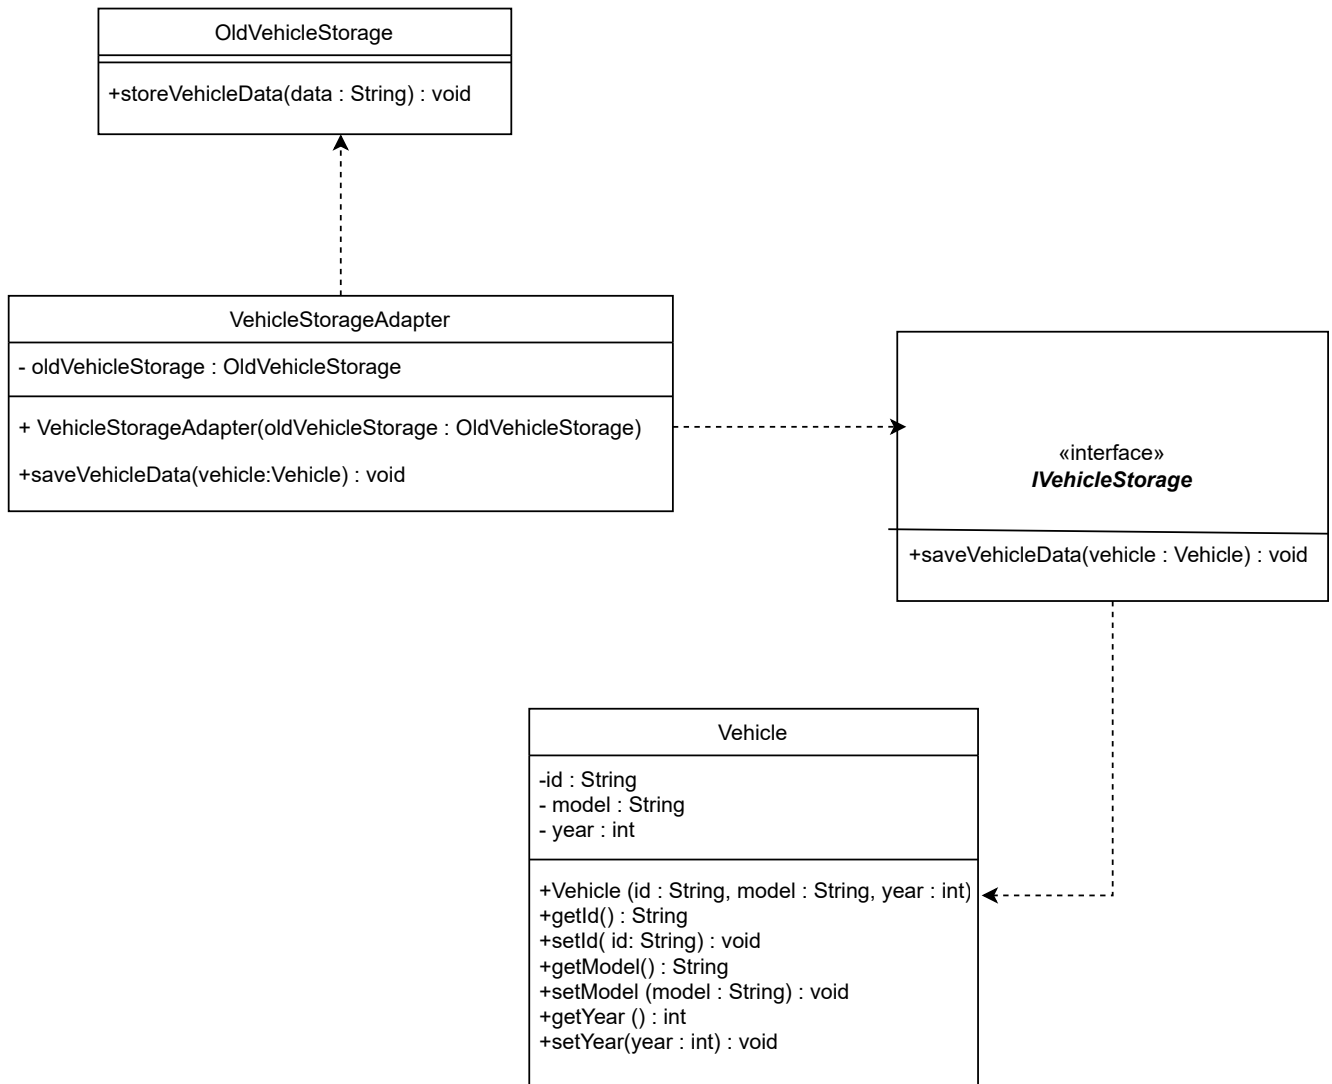 OldVehicleStorage
+storeVehicleData(data : String) : void
VehicleStorageAdapter
- oldVehicleStorage : OldVehicleStorage
+ VehicleStorageAdapter(oldVehicleStorage : OldVehicleStorage)
+saveVehicleData(vehicle:Vehicle) : void
«interface»
IVehicleStorage
+saveVehicleData(vehicle : Vehicle) : void
Vehicle
-id : String
- model : String
- year : int
+Vehicle (id : String, model : String, year : int)
+getId() : String
+setId( id: String) : void
+getModel() : String
+setModel (model : String) : void
+getYear () : int
+setYear(year : int) : void